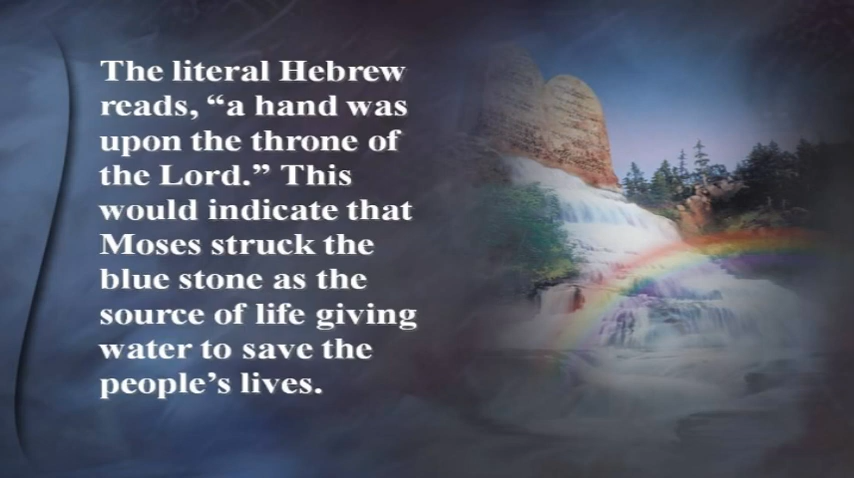 The literal Hebrew
reads, “a hand was
upon the throne of
the Lord.” This
would indicate that
Moses struck the
blue stone as the
source of life giving
water to save the
people’s lives.